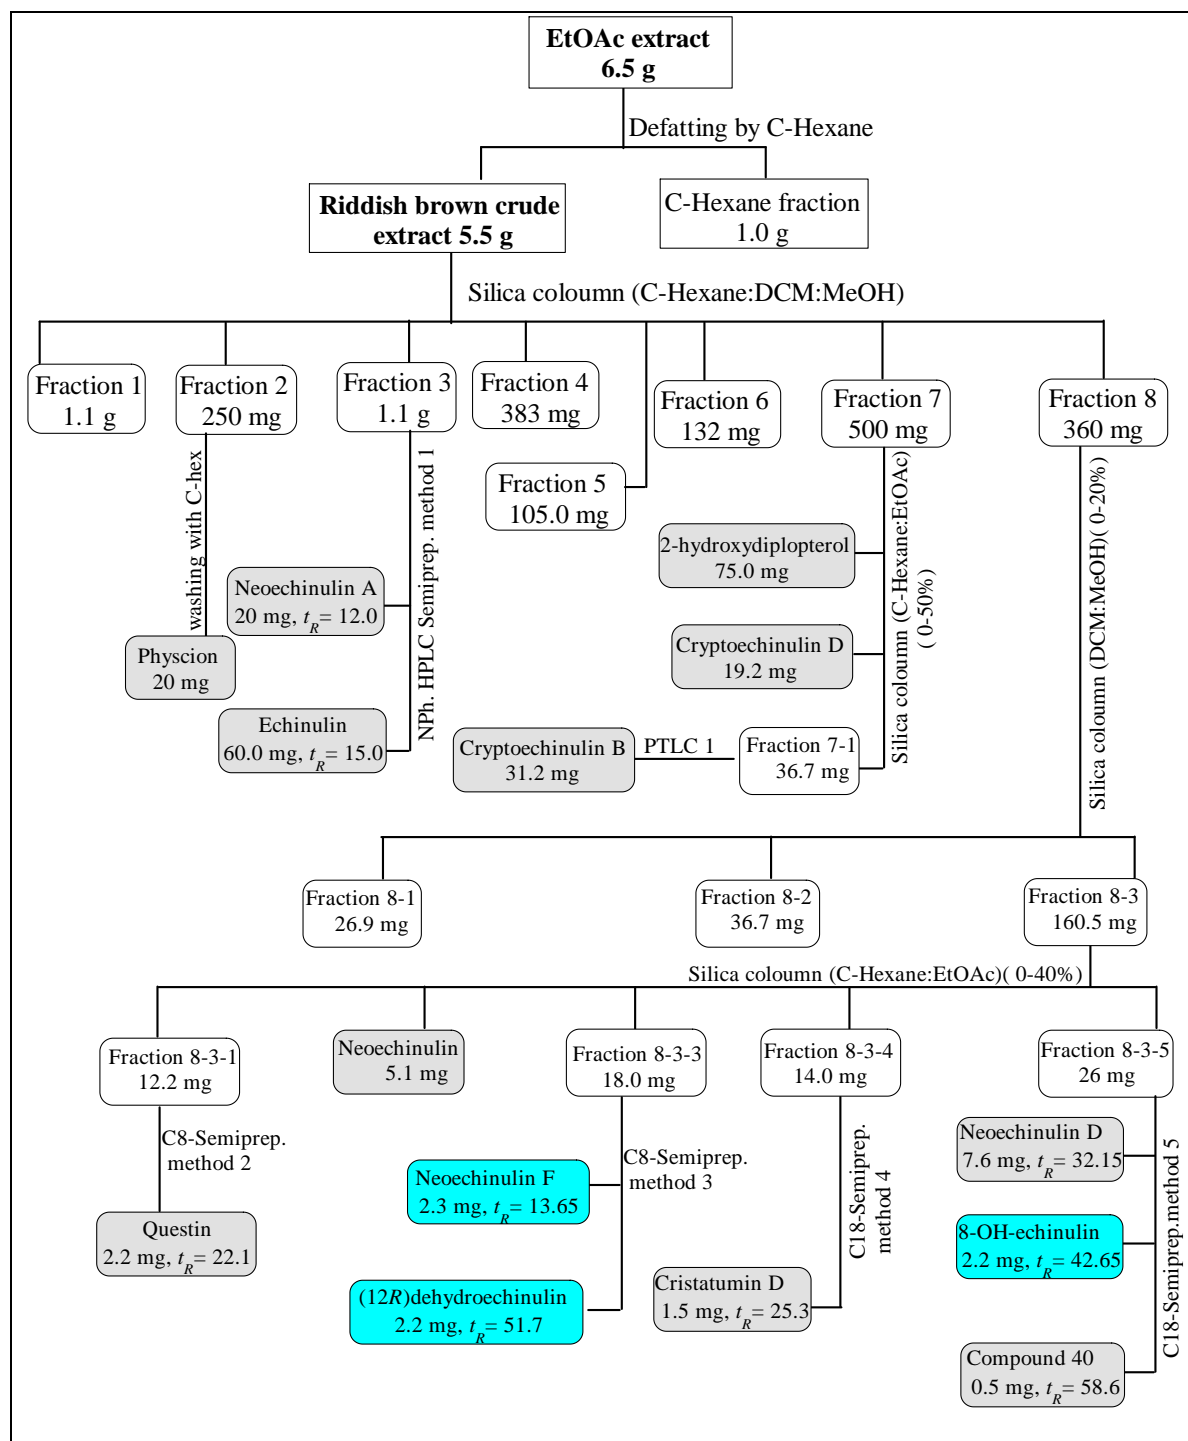 EtOAc extract
6.5 g
Defatting by C-Hexane
Riddish brown crude
extract 5.5 g
C-Hexane fraction
1.0 g
Silica coloumn (C-Hexane:DCM:MeOH)
Fraction 1
1.1 g
Fraction 2
250 mg
Fraction 3
1.1 g
Fraction 4
383 mg
Fraction 5
105.0 mg
Fraction 6
132 mg
Fraction 7
500 mg
Fraction 8
360 mg
washing with C-hex
Physcion
20 mg
NPh. HPLC Semiprep. method 1
Neoechinulin A
20 mg, tR= 12.0
Echinulin
60.0 mg, tR= 15.0
Silica coloumn (C-Hexane:EtOAc)
( 0-50%)
2-hydroxydiplopterol
75.0 mg
Cryptoechinulin D
19.2 mg
Fraction 7-1
36.7 mg
PTLC 1
Cryptoechinulin B
31.2 mg
Silica coloumn (DCM:MeOH)( 0-20%)
Fraction 8-1
26.9 mg
Fraction 8-2
36.7 mg
Fraction 8-3
160.5 mg
Silica coloumn (C-Hexane:EtOAc)( 0-40%)
Fraction 8-3-1
12.2 mg
Neoechinulin
5.1 mg
Fraction 8-3-3
18.0 mg
Fraction 8-3-4
14.0 mg
Fraction 8-3-5
26 mg
C8-Semiprep.
method 2
Questin
2.2 mg, tR= 22.1
C8-Semiprep.
method 3
Neoechinulin F
2.3 mg, tR= 13.65
(12R)dehydroechinulin
2.2 mg, tR= 51.7
C18-Semiprep.
method 4
Cristatumin D
1.5 mg, tR= 25.3
C18-Semiprep.method 5
Neoechinulin D
7.6 mg, tR= 32.15
8-OH-echinulin
2.2 mg, tR= 42.65
Compound 40
0.5 mg, tR= 58.6